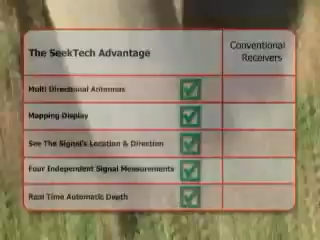 The SeekTech Advantage
Conventional
Receivers
Multi Directional Antennas
Mapping Display
See The Signal's Location & Direction
Four Independent Signal Measurements
Real Time Automatic Depth